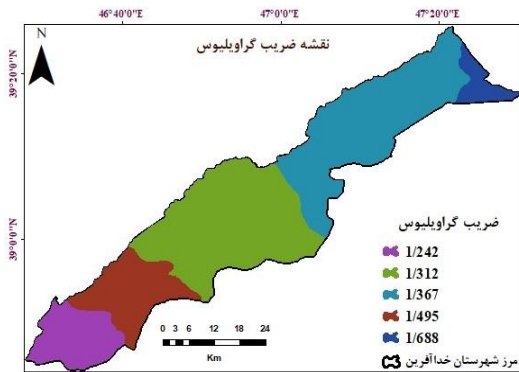 46°40'0"E 47°0'0"E 47°20'0"E
N
نقشه ضریب گراویلیوس
39°20'0"N
39°0'0"N
ضریب گراویلیوس
1/242
1/312
1/367
1/495
1/688
مرز شهرستان خداآفرین
0 3 6 12 18 24
Km